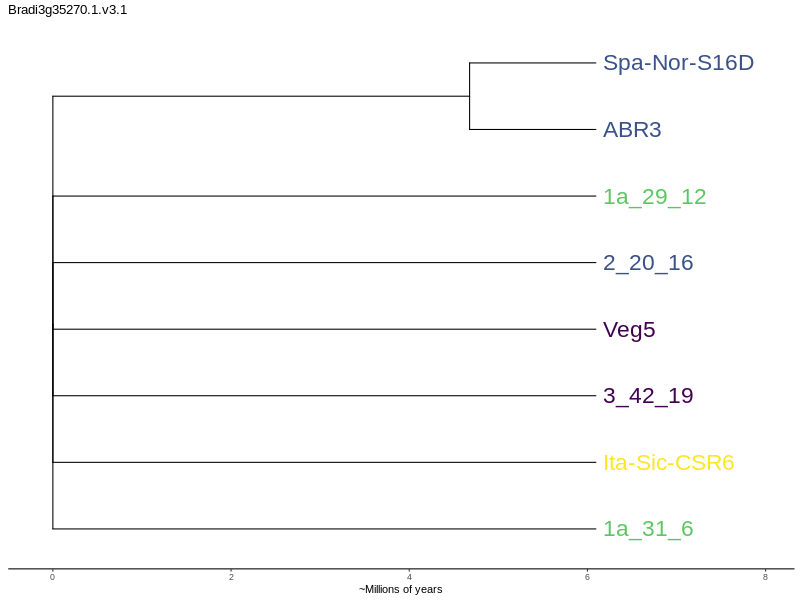 Bradi3g35270.1.v3.1
Spa-Nor-S16D
ABR3
1a_29_12
2_20_16
Veg5
3_42_19
Ita-Sic-CSR6
1a_31_6
0 2 4 6 8
~Millions of years